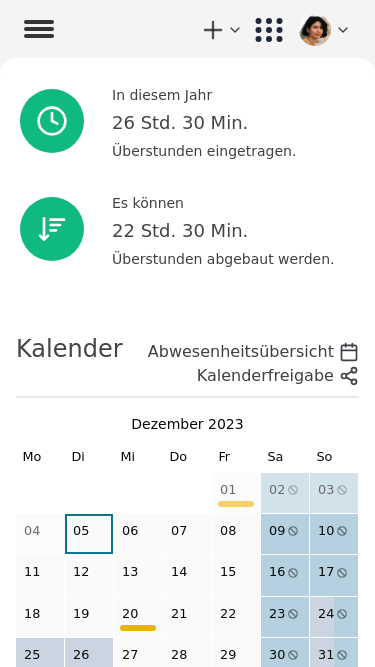 In diesem Jahr
26 Std. 30 Min.
Überstunden eingetragen.
Es können
22 Std. 30 Min.
Überstunden abgebaut werden.
Kalender
Abwesenheitsübersicht
Kalenderfreigabe
Dezember 2023
Mo Di Mi Do Fr Sa So
01 02 03
04 05 06 07 08 09 10
11 12 13 14 15 16 17
18 19 20 21 22 23 24
25 26 27 28 29 30 31